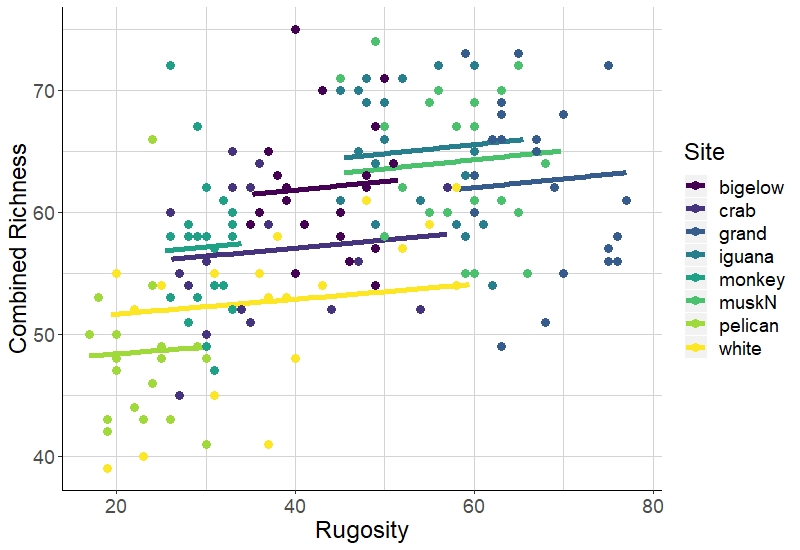 70
60
50
40
Combined Richness
20
40
60
80
Rugosity
Site
bigelow
crab
grand
iguana
monkey
muskN
pelican
white